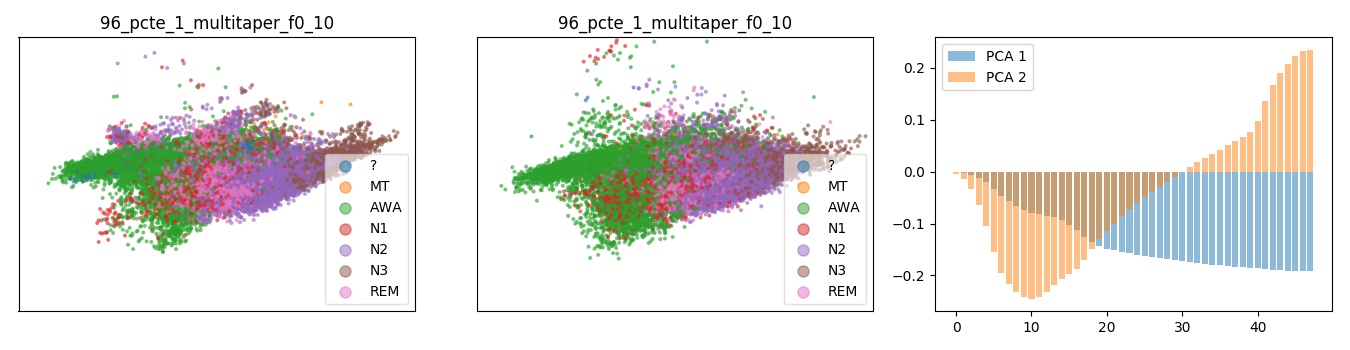 96_pcte_1_multitaper_f0_10
?
MT
AWA
N1
N2
N3
REM
96_pcte_1_multitaper_f0_10
?
MT
AWA
N1
N2
N3
REM
PCA 1
PCA 2
0.2
0.1
0.0
−0.1
−0.2
0 10 20 30 40